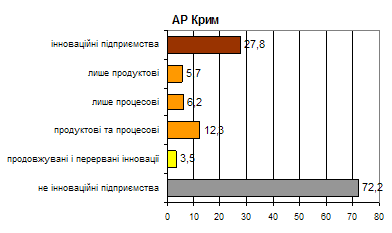 АР Крим
інноваційні підприємства
27,8
лише продуктові
5,7
лише процесові
6,2
продуктові та процесові
12,3
продовжувані і перервані інновації
3,5
не інноваційні підприємства
72,2
0 10 20 30 40 50 60 70 80